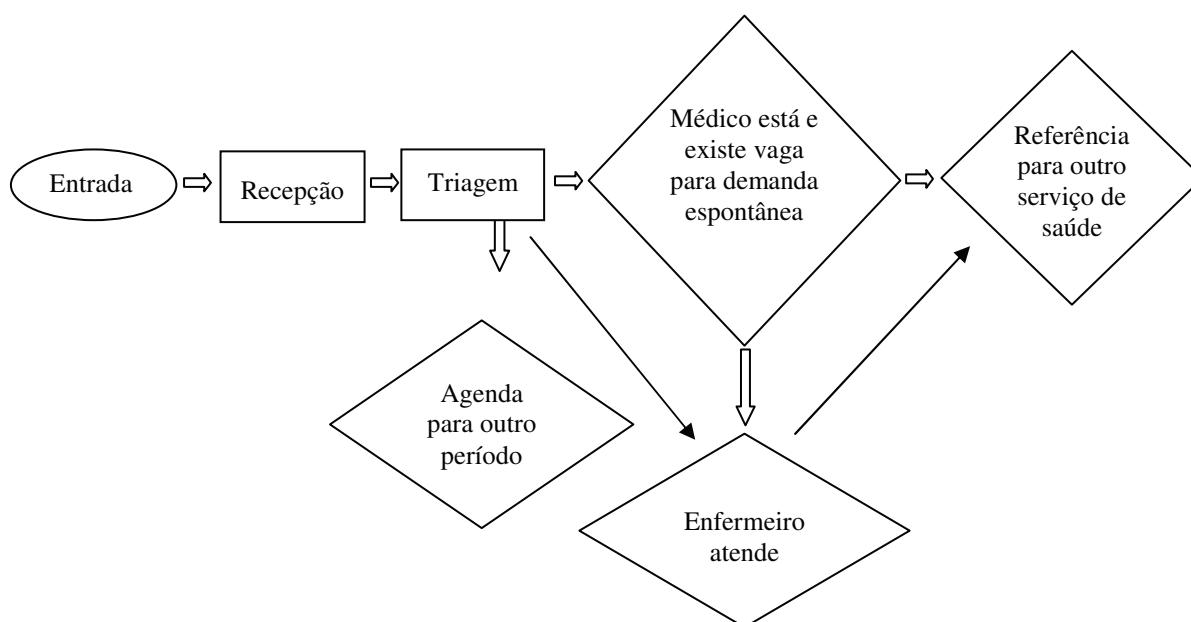 Entrada
Recepção
Triagem
Médico está e
existe vaga
para demanda
espontânea
Referência
para outro
serviço de
saúde
Agenda
para outro
período
Enfermeiro
atende